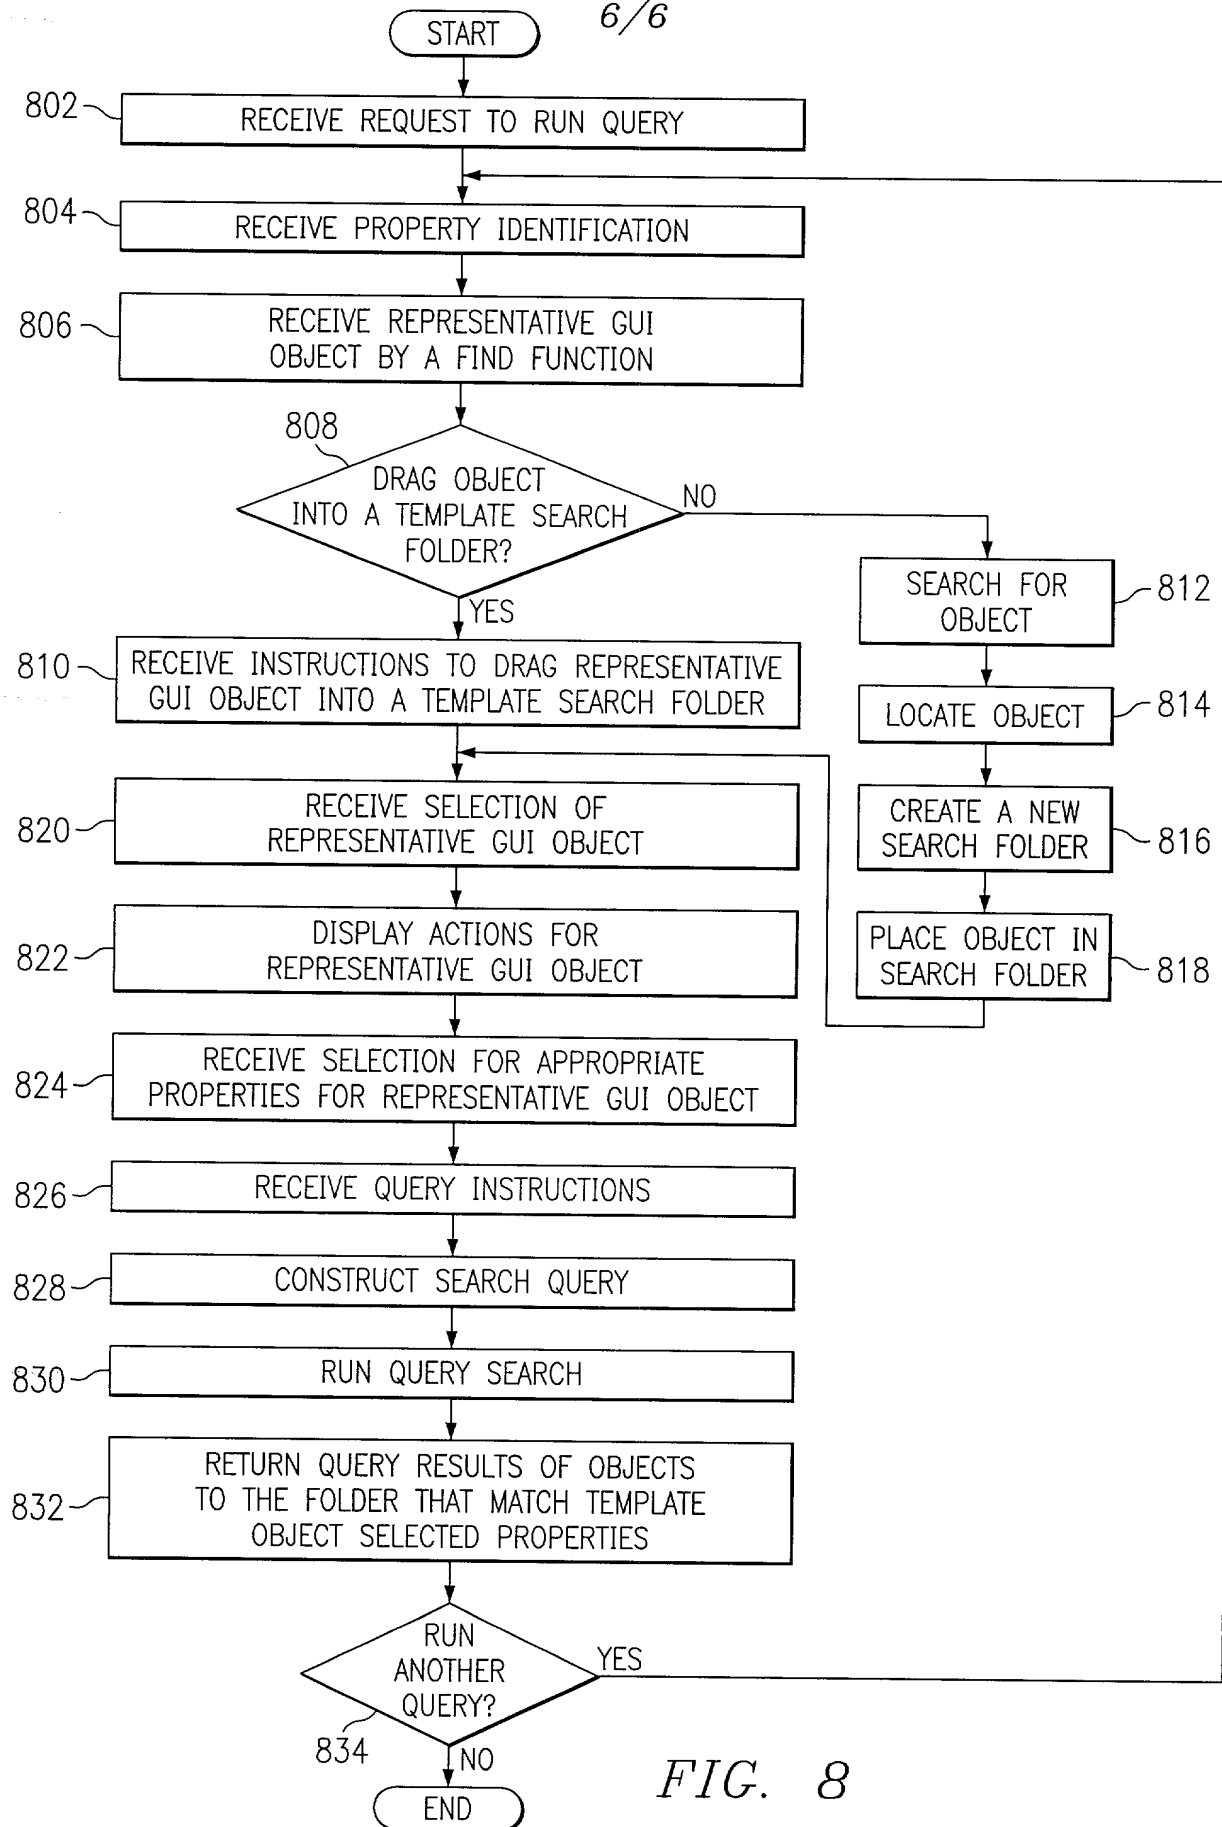 6/6
START
802
RECEIVE REQUEST TO RUN QUERY
804
RECEIVE PROPERTY IDENTIFICATION
806
RECEIVE REPRESENTATIVE GUI
OBJECT BY A FIND FUNCTION
808
DRAG OBJECT
INTO A TEMPLATE SEARCH
FOLDER?
NO
YES
SEARCH FOR
OBJECT
812
810
RECEIVE INSTRUCTIONS TO DRAG REPRESENTATIVE
GUI OBJECT INTO A TEMPLATE SEARCH FOLDER
LOCATE OBJECT
814
820
RECEIVE SELECTION OF
REPRESENTATIVE GUI OBJECT
CREATE A NEW
SEARCH FOLDER
816
822
DISPLAY ACTIONS FOR
REPRESENTATIVE GUI OBJECT
PLACE OBJECT IN
SEARCH FOLDER
818
824
RECEIVE SELECTION FOR APPROPRIATE
PROPERTIES FOR REPRESENTATIVE GUI OBJECT
826
RECEIVE QUERY INSTRUCTIONS
828
CONSTRUCT SEARCH QUERY
830
RUN QUERY SEARCH
832
RETURN QUERY RESULTS OF OBJECTS
TO THE FOLDER THAT MATCH TEMPLATE
OBJECT SELECTED PROPERTIES
RUN
ANOTHER
QUERY?
YES
834
NO
END
FIG. 8